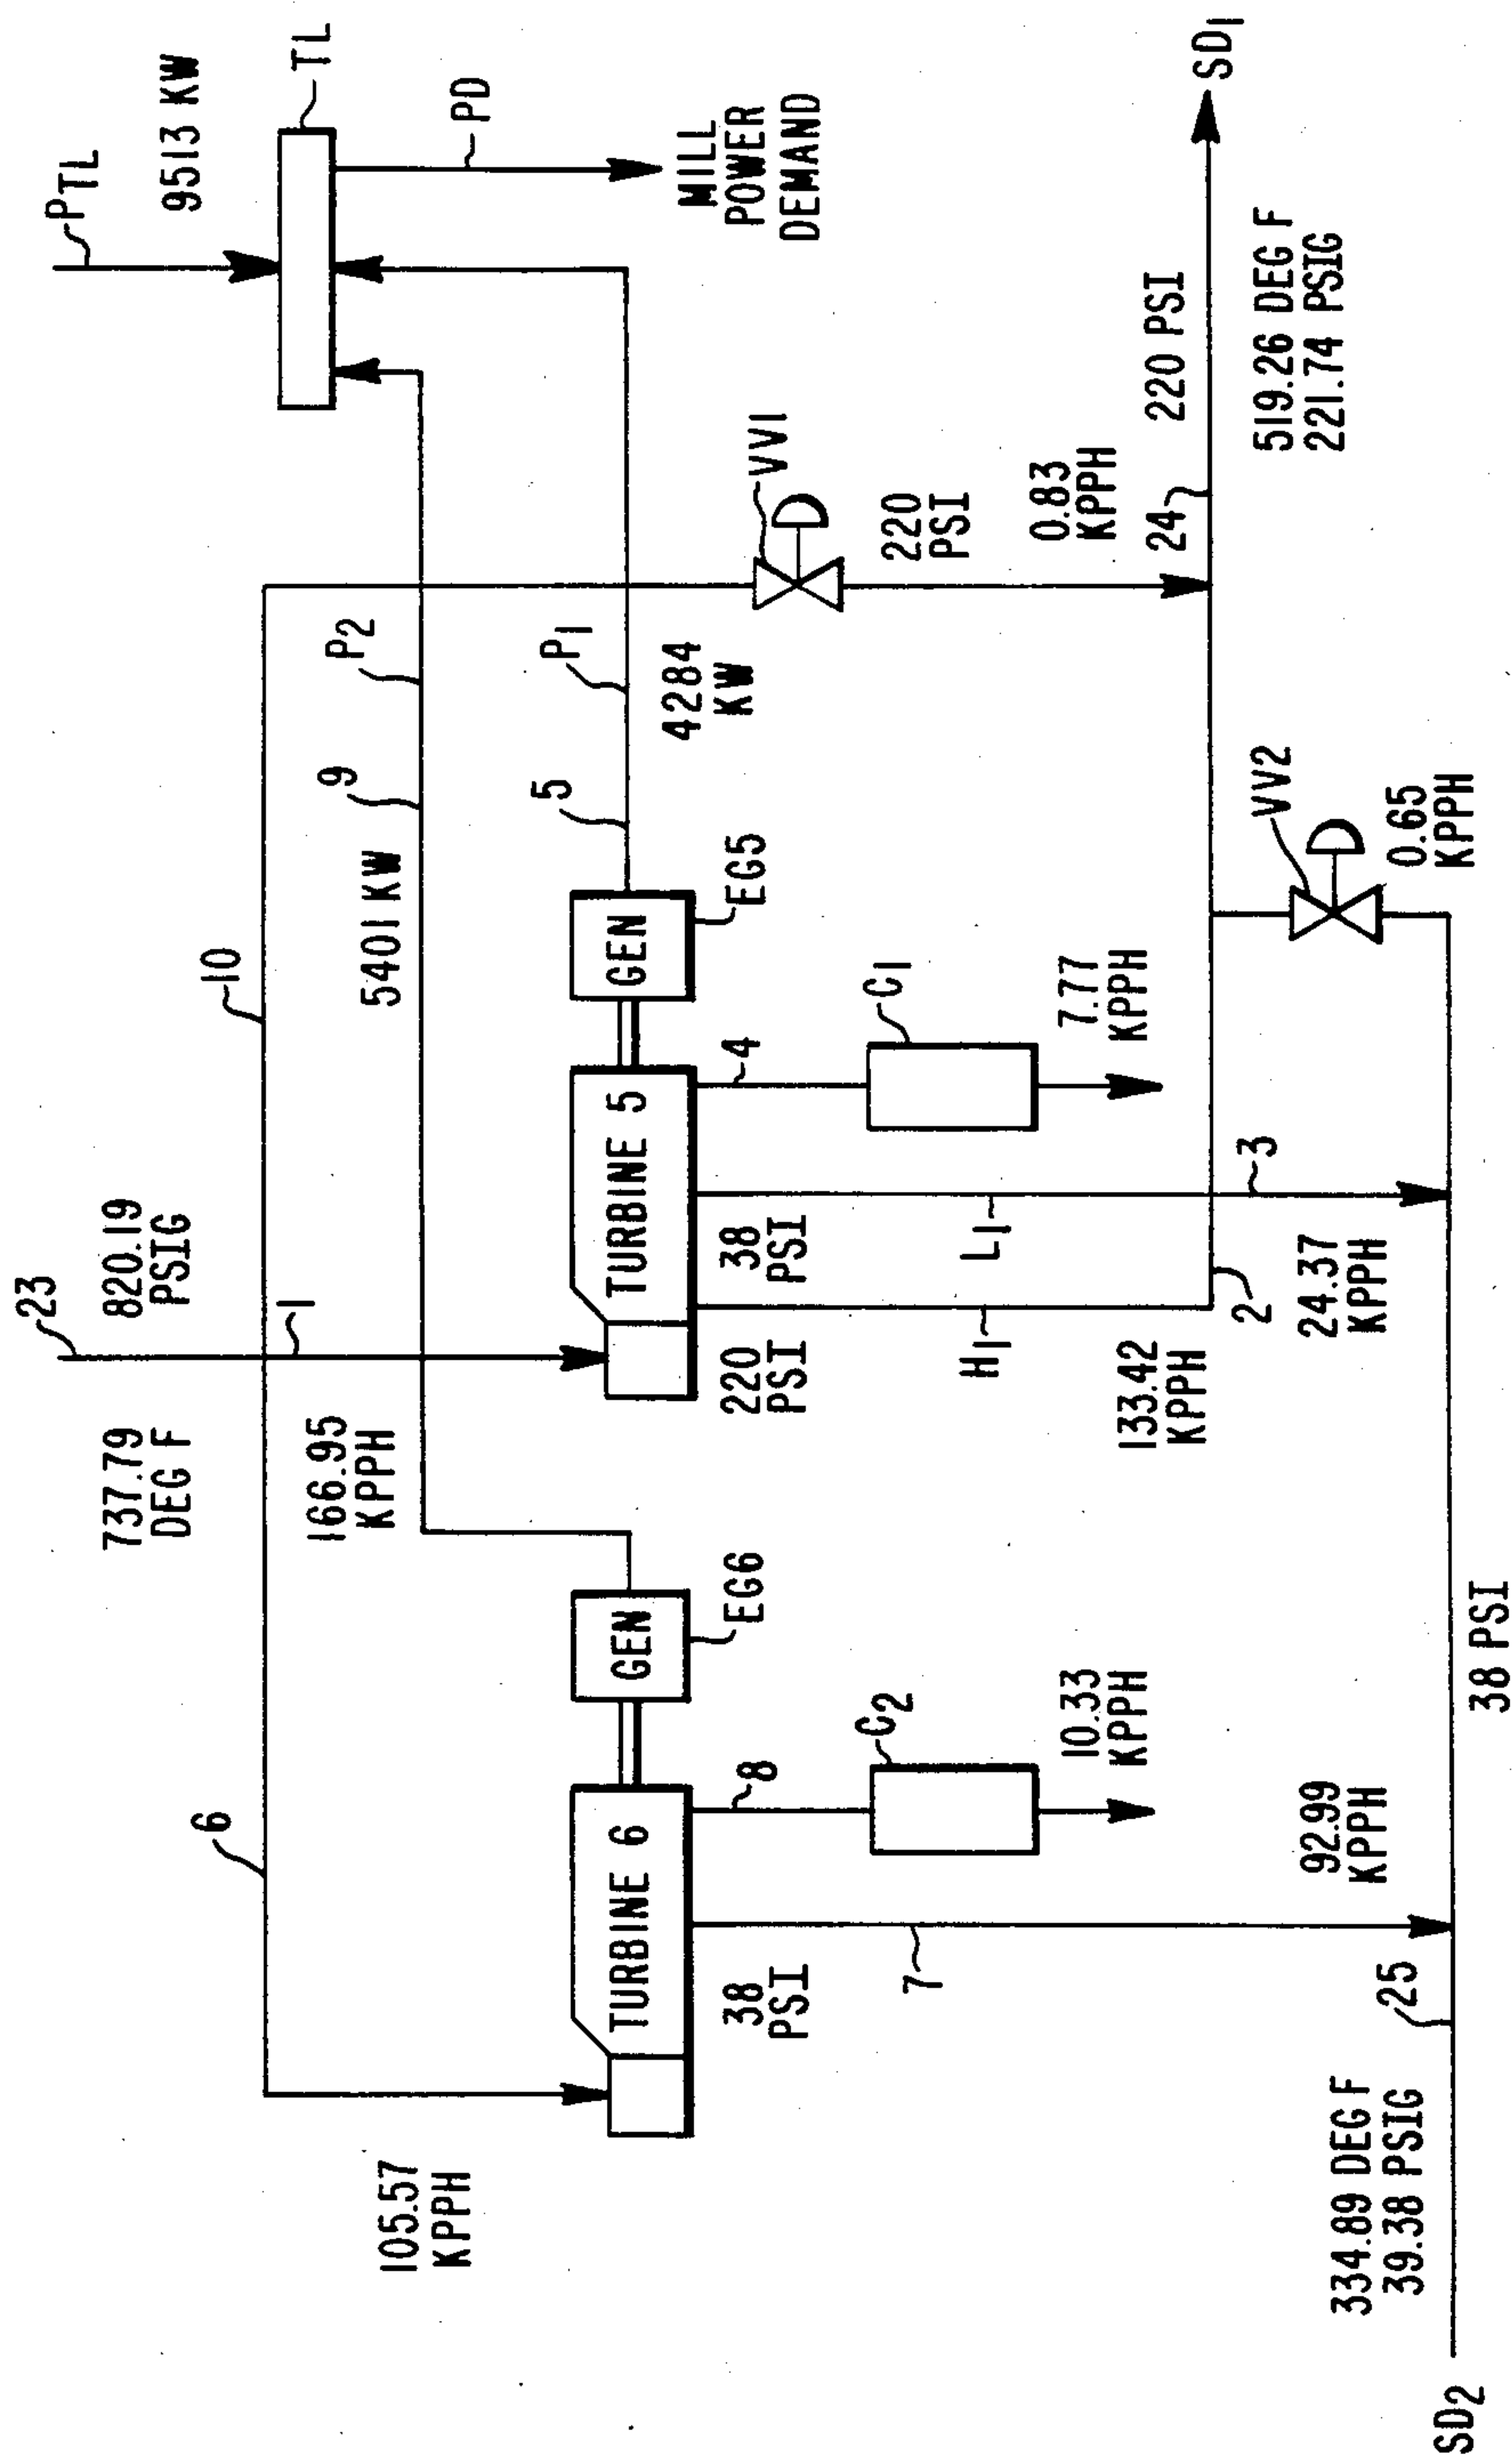 23
820.19
PSIG
737.79
DEG F
1
10
6
166.95
KPPH
105.57
KPPH
5401 KW
9
P2
PTL
9513 KW
TL
PD
MILL
POWER
DEMAND
TURBINE 6
GEN
EG6
38
PSI
8
C2
10.33
KPPH
7
92.99
KPPH
TURBINE 5
GEN
EG5
5
P1
4284
KW
220
PSI
38
PSI
4
C1
7.77
KPPH
H1
L1
133.42
KPPH
2
24.37
KPPH
3
VV1
220
PSI
0.83
KPPH
24
220 PSI
SD1
519.26 DEG F
221.74 PSIG
VV2
0.65
KPPH
334.89 DEG F
39.38 PSIG
25
38 PSI
SD2